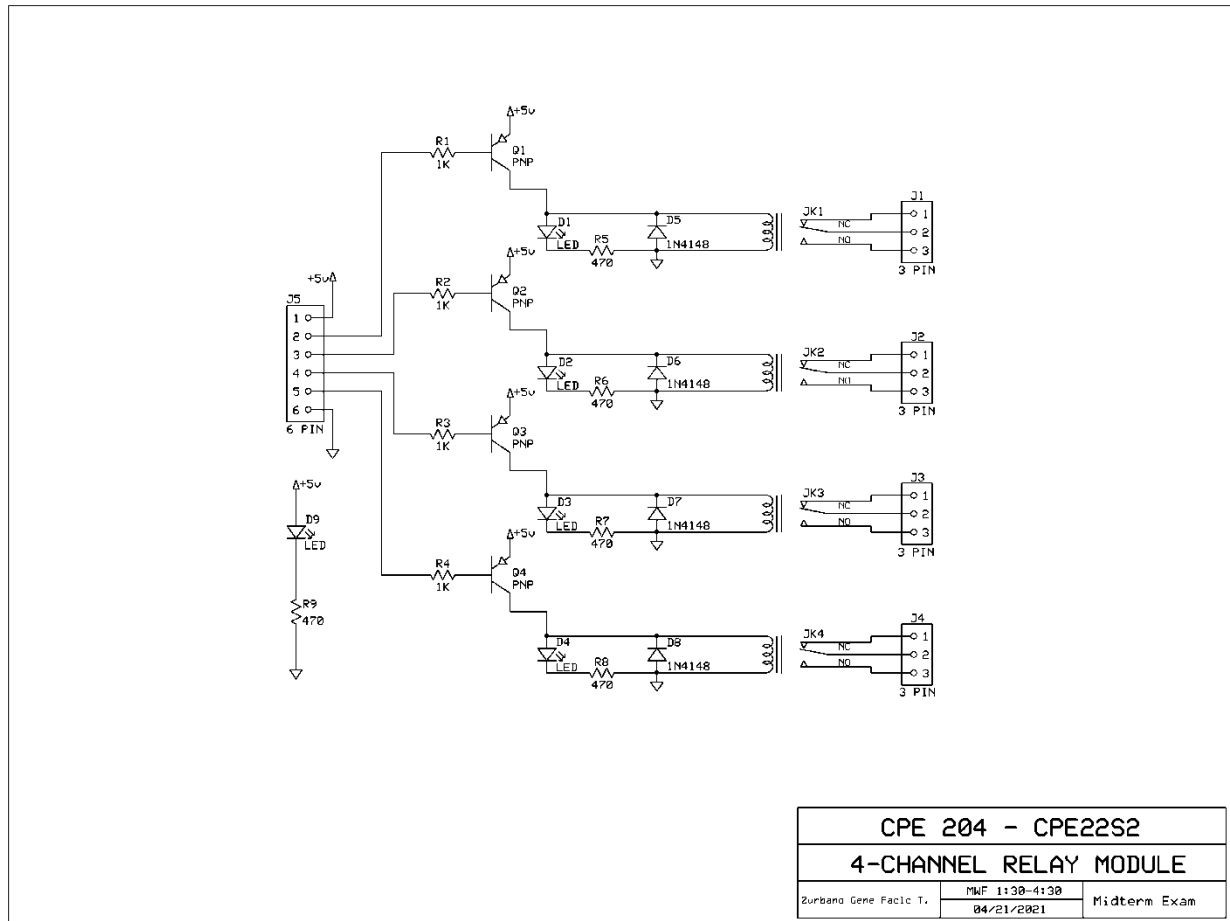 +5v
R1
1K
Q1
PNP
D1
LED
R5
470
D5
1N4148
JK1
NC
NO
J1
1
2
3
3 PIN
+5v
R2
1K
Q2
PNP
D2
LED
R6
470
D6
1N4148
JK2
NC
NO
J2
1
2
3
3 PIN
+5v
J5
1
2
3
4
5
6
6 PIN
+5v
R3
1K
Q3
PNP
D3
LED
R7
470
D7
1N4148
JK3
NC
NO
J3
1
2
3
3 PIN
+5v
D9
LED
R9
470
+5v
R4
1K
Q4
PNP
D4
LED
R8
470
D8
1N4148
JK4
NC
NO
J4
1
2
3
3 PIN
CPE 204 - CPE22S2
4-CHANNEL RELAY MODULE
Zurbano Gene Facic T.
MWF 1:30-4:30
04/21/2021
Midterm Exam